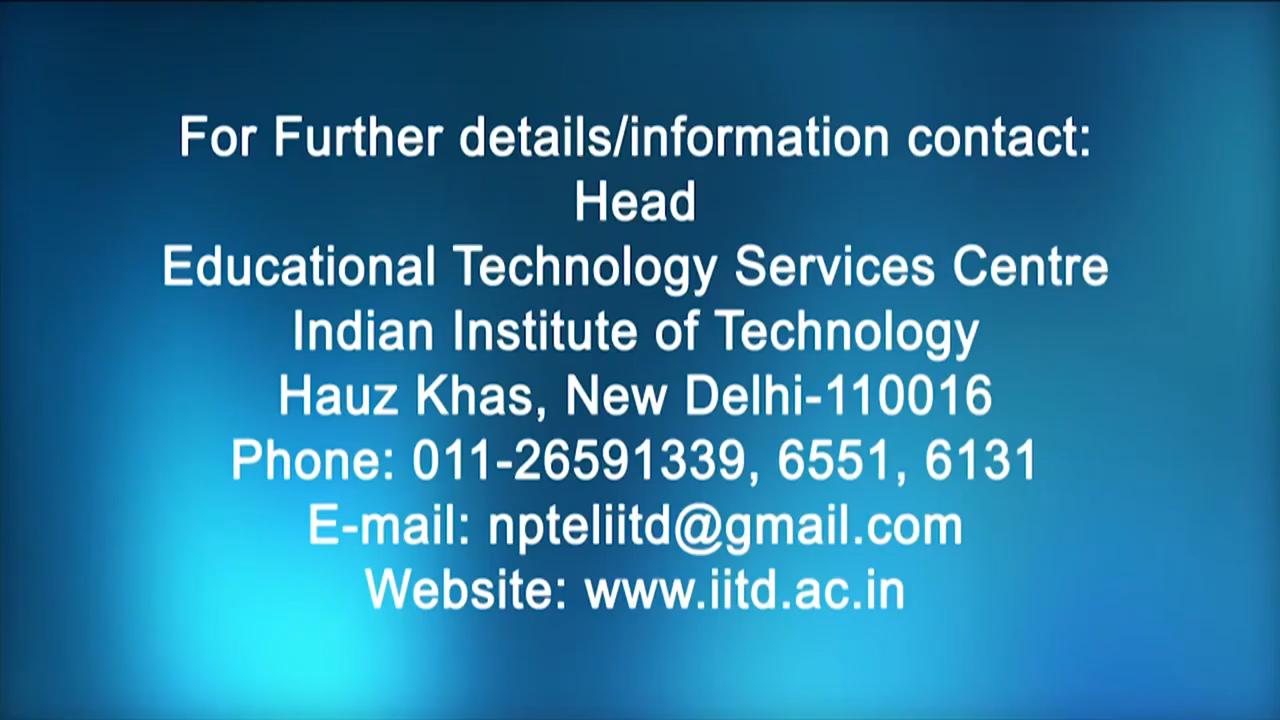 For Further details/information contact:
Head
Educational Technology Services Centre
Indian Institute of Technology
Hauz Khas, New Delhi-110016
Phone: 011-26591339, 6551, 6131
E-mail: npteliitd@gmail.com
Website: www.iitd.ac.in